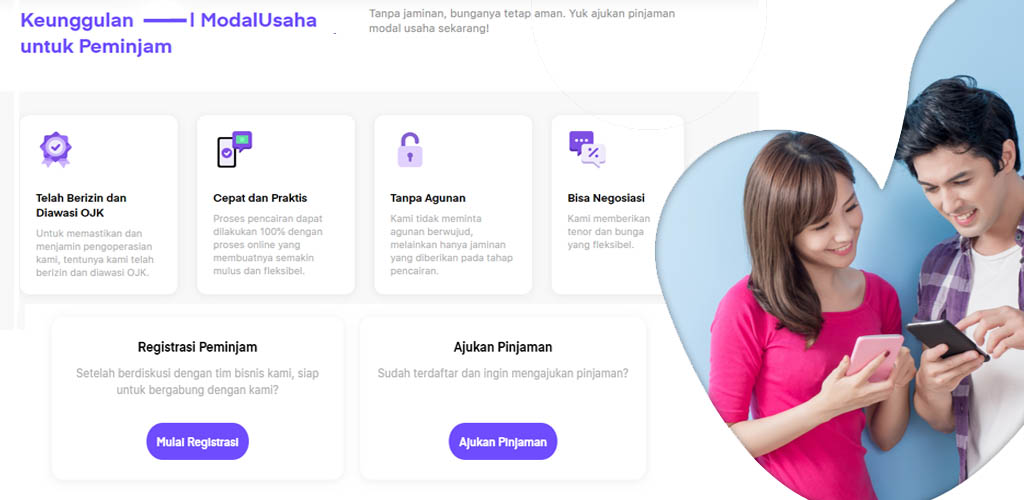 Keunggulan l ModalUsaha
untuk Peminjam
Tanpa jaminan, bunganya tetap aman. Yuk ajukan pinjaman
modal usaha sekarang!
Telah Berizin dan
Diawasi OJK
Untuk memastikan dan
menjamin pengoperasian
kami, tentunya kami telah
berizin dan diawasi OJK.
Cepat dan Praktis
Proses pencairan dapat
dilakukan 100% dengan
proses online yang
membuatnya semakin
mulus dan fleksibel.
Tanpa Agunan
Kami tidak meminta
agunan berwujud,
melainkan hanya jaminan
yang diberikan pada tahap
pencairan.
Bisa Negosiasi
Kami memberikan
tenor dan bunga
yang fleksibel.
Registrasi Peminjam
Setelah berdiskusi dengan tim bisnis kami, siap
untuk bergabung dengan kami?
Mulai Registrasi
Ajukan Pinjaman
Sudah terdaftar dan ingin mengajukan pinjaman?
Ajukan Pinjaman